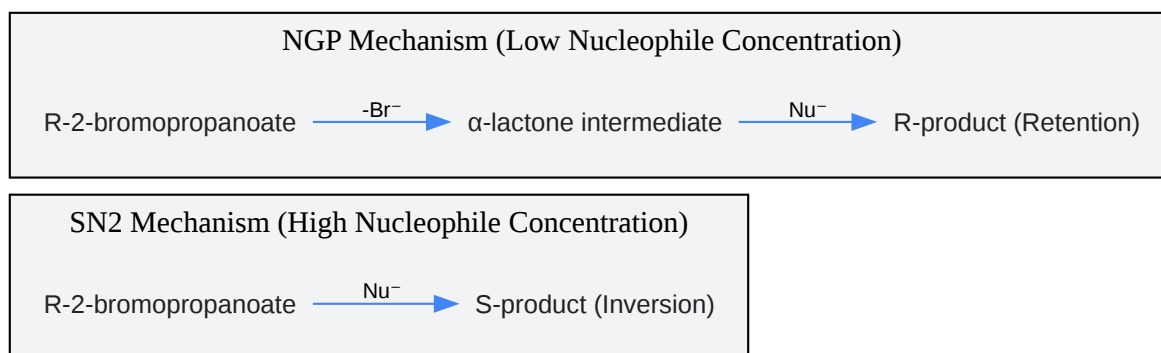 NGP Mechanism (Low Nucleophile Concentration)
R-2-bromopropanoate -Br⁻ α-lactone intermediate Nu⁻ R-product (Retention)
SN2 Mechanism (High Nucleophile Concentration)
R-2-bromopropanoate Nu⁻ S-product (Inversion)